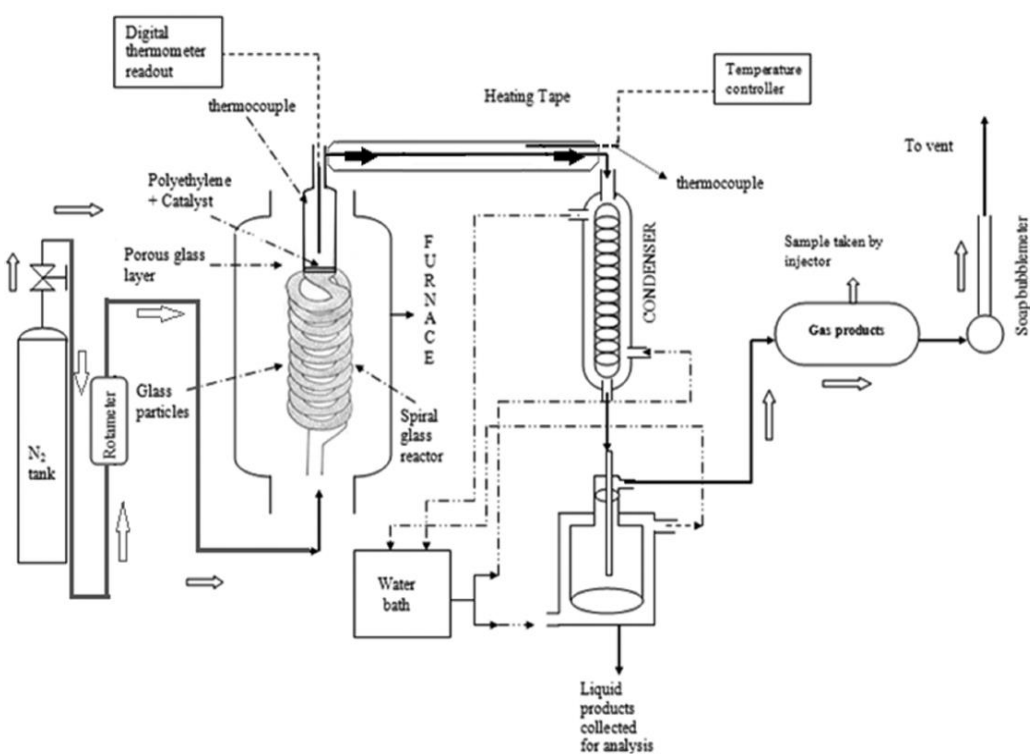 Digital
thermometer
readout
thermocouple
Heating Tape
Temperature
controller
thermocouple
To vent
Polyethylene
+ Catalyst
Porous glass
layer
FURNACE
CONDENSER
Sample taken by
injector
Soap bubblemeter
Gas products
Glass
particles
Spiral
glass
reactor
Rotameter
N2
tank
Water
bath
Liquid
products
collected
for analysis